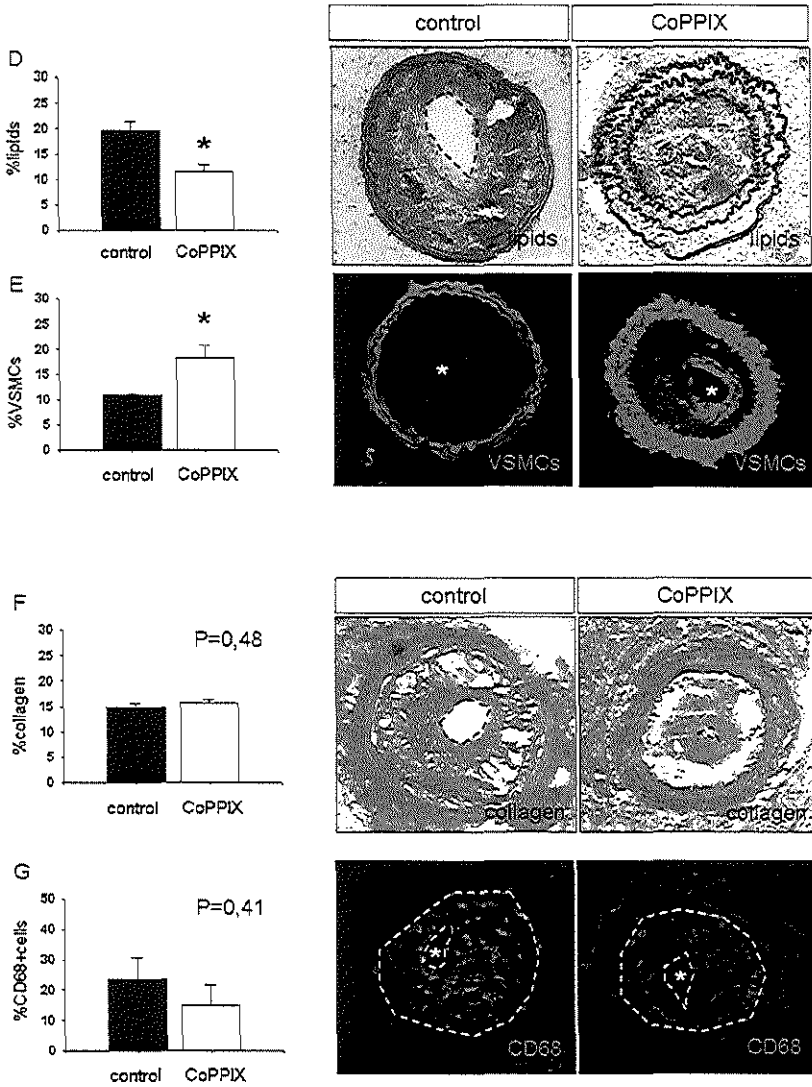 control CoPPIX
D
30
25
20
15
10
5
0
%lipids
*
control CoPPIX
lipids
lipids
E
30
25
20
15
10
5
0
%VSMCs
*
control CoPPIX
*
VSMCs
*
VSMCs
control CoPPIX
F
30
25
20
15
10
5
0
%collagen
P=0,48
control CoPPIX
collagen
collagen
G
50
40
30
20
10
0
%CD68+cells
P=0,41
control CoPPIX
*
CD68
*
CD68